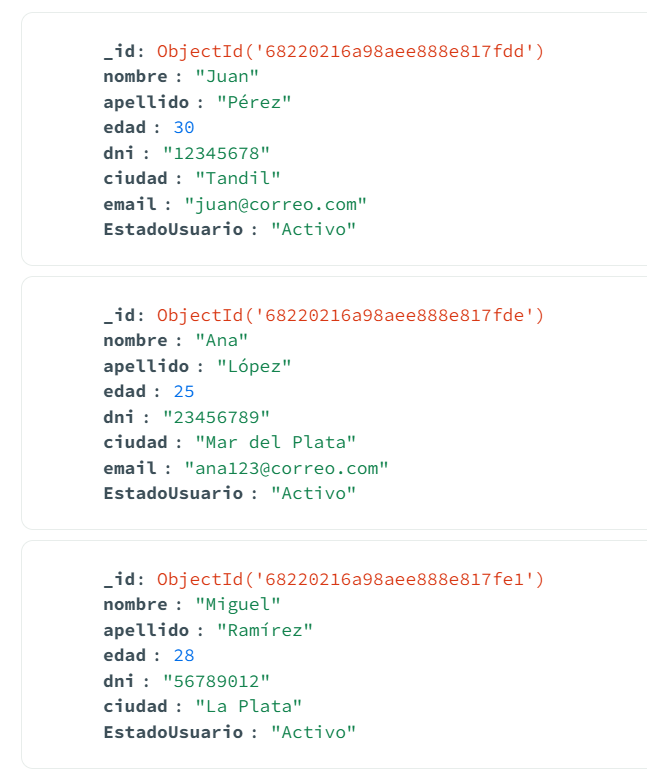 _id: ObjectId('68220216a98aee888e817fdd')
nombre : "Juan"
apellido : "Pérez"
edad : 30
dni : "12345678"
ciudad : "Tandil"
email : "juan@correo.com"
EstadoUsuario : "Activo"
_id: ObjectId('68220216a98aee888e817fde')
nombre : "Ana"
apellido : "López"
edad : 25
dni : "23456789"
ciudad : "Mar del Plata"
email : "ana123@correo.com"
EstadoUsuario : "Activo"
_id: ObjectId('68220216a98aee888e817fe1')
nombre : "Miguel"
apellido : "Ramírez"
edad : 28
dni : "56789012"
ciudad : "La Plata"
EstadoUsuario : "Activo"